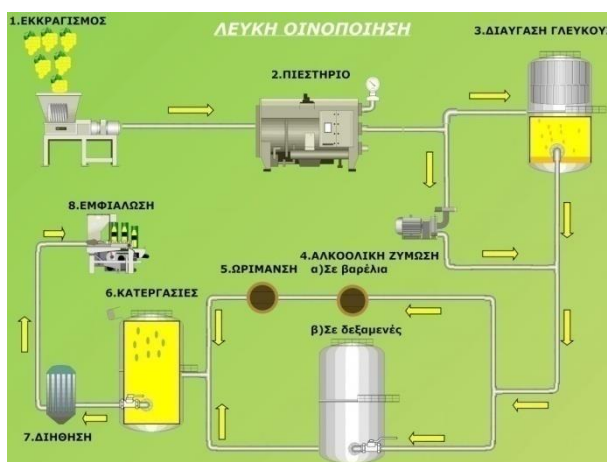 ΛΕΥΚΗ ΟΙΝΟΠΟΙΗΣΗ
1.ΕΚΚΡΑΓΙΣΜΟΣ
2.ΠΙΕΣΤΗΡΙΟ
3.ΔΙΑΥΓΑΣΗ ΓΛΕΥΚΟΥΣ
4.ΑΛΚΟΟΛΙΚΗ ΖΥΜΩΣΗ
α)Σε βαρέλια
β)Σε δεξαμενές
5.ΩΡΙΜΑΝΣΗ
6.ΚΑΤΕΡΓΑΣΙΕΣ
7.ΔΙΗΘΗΣΗ
8.ΕΜΦΙΑΛΩΣΗ